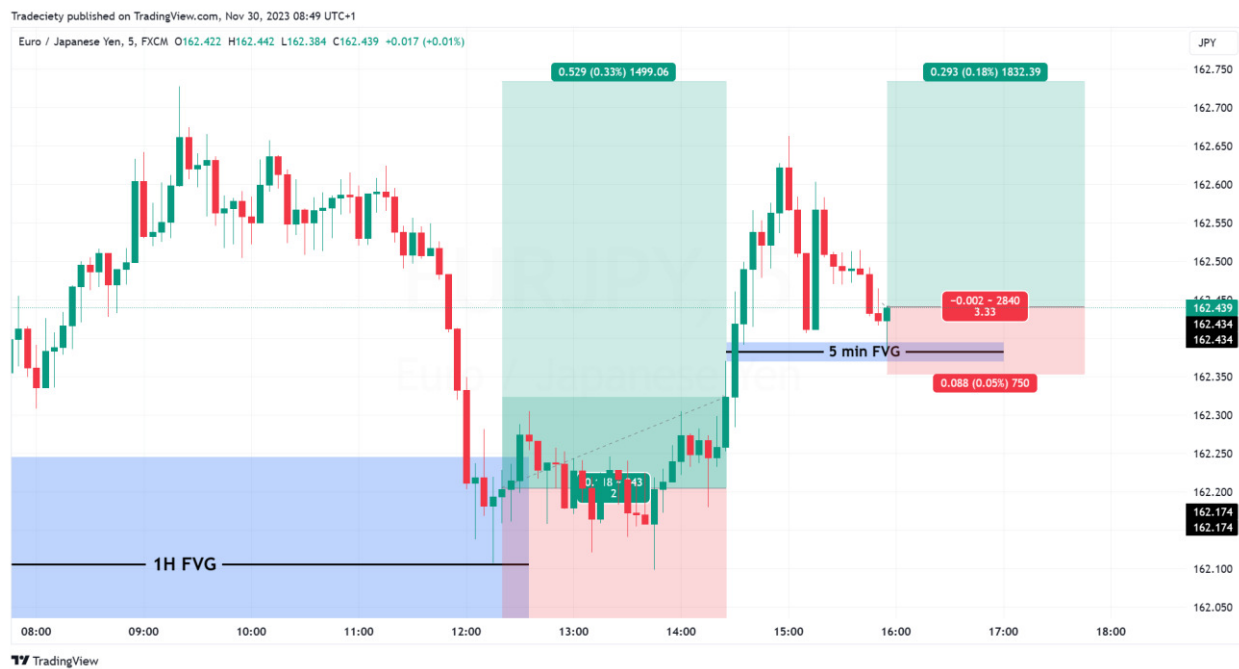 Tradeciety published on TradingView.com, Nov 30, 2023 08:49 UTC+1
Euro / Japanese Yen, 5, FXCM O162.422 H162.442 L162.384 C162.439 +0.017 (+0.01%)
JPY
0.529 (0.33%) 1499.06
0.293 (0.18%) 1832.39
162.750
162.700
162.650
162.600
162.550
162.500
−0.002 ~ 2840
3.33
162.439
162.434
162.434
5 min FVG
162.350
0.088 (0.05%) 750
162.300
162.250
2
162.200
162.174
162.174
1H FVG
162.100
162.050
08:00 09:00 10:00 11:00 12:00 13:00 14:00 15:00 16:00 17:00 18:00
TradingView